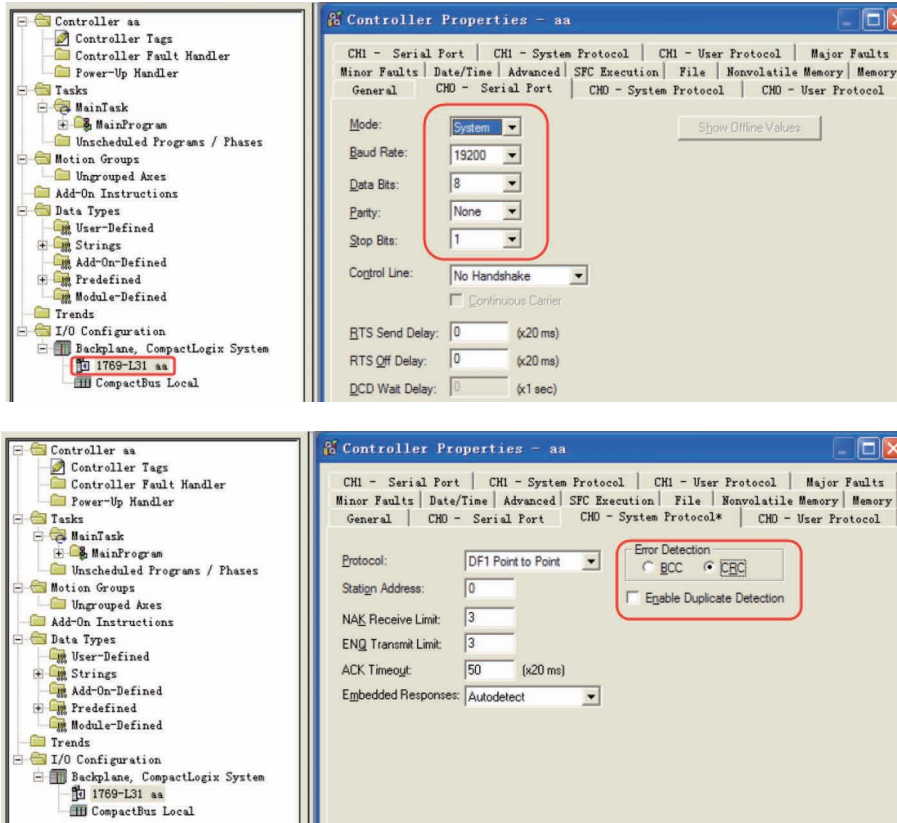 Controller aa
Controller Tags
Controller Fault Handler
Power-Up Handler
Tasks
MainTask
MainProgram
Unscheduled Programs / Phases
Motion Groups
Ungrouped Axes
Add-On Instructions
Data Types
User-Defined
Strings
Add-On-Defined
Predefined
Module-Defined
Trends
I/O Configuration
Backplane, CompactLogix System
1769-L31 aa
CompactBus Local
Controller Properties - aa
CH1 - Serial Port CH1 - System Protocol CH1 - User Protocol Major Faults
Minor Faults Date/Time Advanced SFC Execution File Nonvolatile Memory Memory
General CH0 - Serial Port CH0 - System Protocol CH0 - User Protocol
Mode: System Show Offline Values
Baud Rate: 19200
Data Bits: 8
Parity: None
Stop Bits: 1
Control Line: No Handshake
Continuous Carrier
RTS Send Delay: 0 (x20 ms)
RTS Off Delay: 0 (x20 ms)
DCD Wait Delay: 0 (x1 sec)
Controller aa
Controller Tags
Controller Fault Handler
Power-Up Handler
Tasks
MainTask
MainProgram
Unscheduled Programs / Phases
Motion Groups
Ungrouped Axes
Add-On Instructions
Data Types
User-Defined
Strings
Add-On-Defined
Predefined
Module-Defined
Trends
I/O Configuration
Backplane, CompactLogix System
1769-L31 aa
CompactBus Local
Controller Properties - aa
CH1 - Serial Port CH1 - System Protocol CH1 - User Protocol Major Faults
Minor Faults Date/Time Advanced SFC Execution File Nonvolatile Memory Memory
General CH0 - Serial Port CH0 - System Protocol* CH0 - User Protocol
Protocol: DF1 Point to Point
Station Address: 0
NAK Receive Limit: 3
ENQ Transmit Limit: 3
ACK Timeout: 50 (x20 ms)
Embedded Responses: Autodetect
Error Detection
BCC CRC
Enable Duplicate Detection